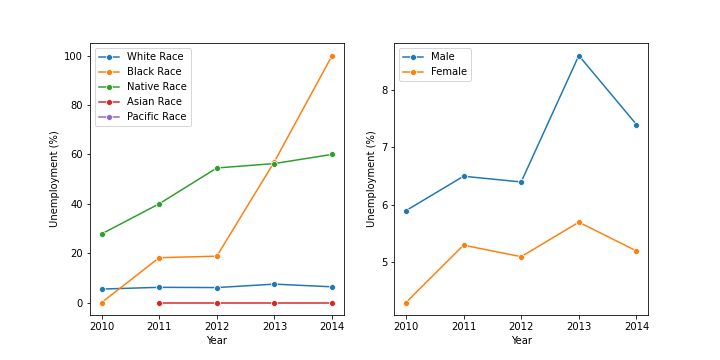 100
80
60
40
20
0
Unemployment (%)
2010 2011 2012 2013 2014
Year
White Race
Black Race
Native Race
Asian Race
Pacific Race
8
7
6
5
Unemployment (%)
2010 2011 2012 2013 2014
Year
Male
Female